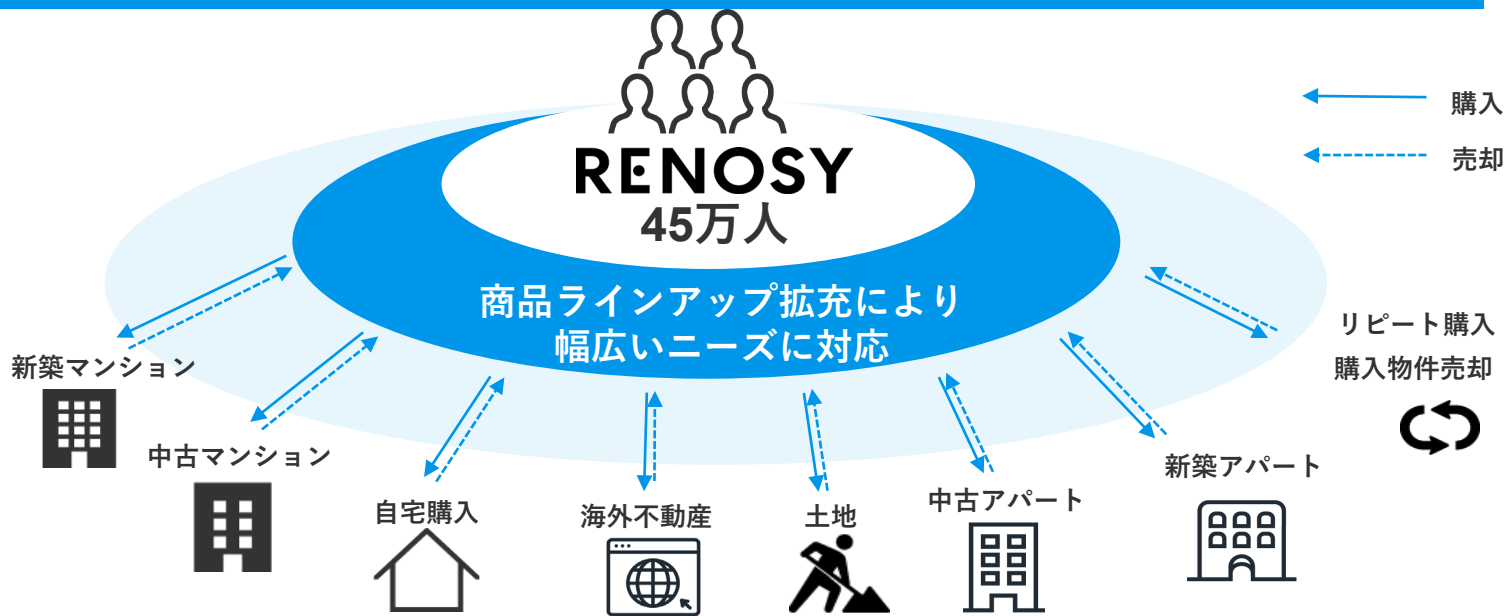 RENOSY
45万人
購入
売却
商品ラインアップ拡充により
幅広いニーズに対応
新築マンション
中古マンション
自宅購入
海外不動産
土地
中古アパート
新築アパート
リピート購入
購入物件売却